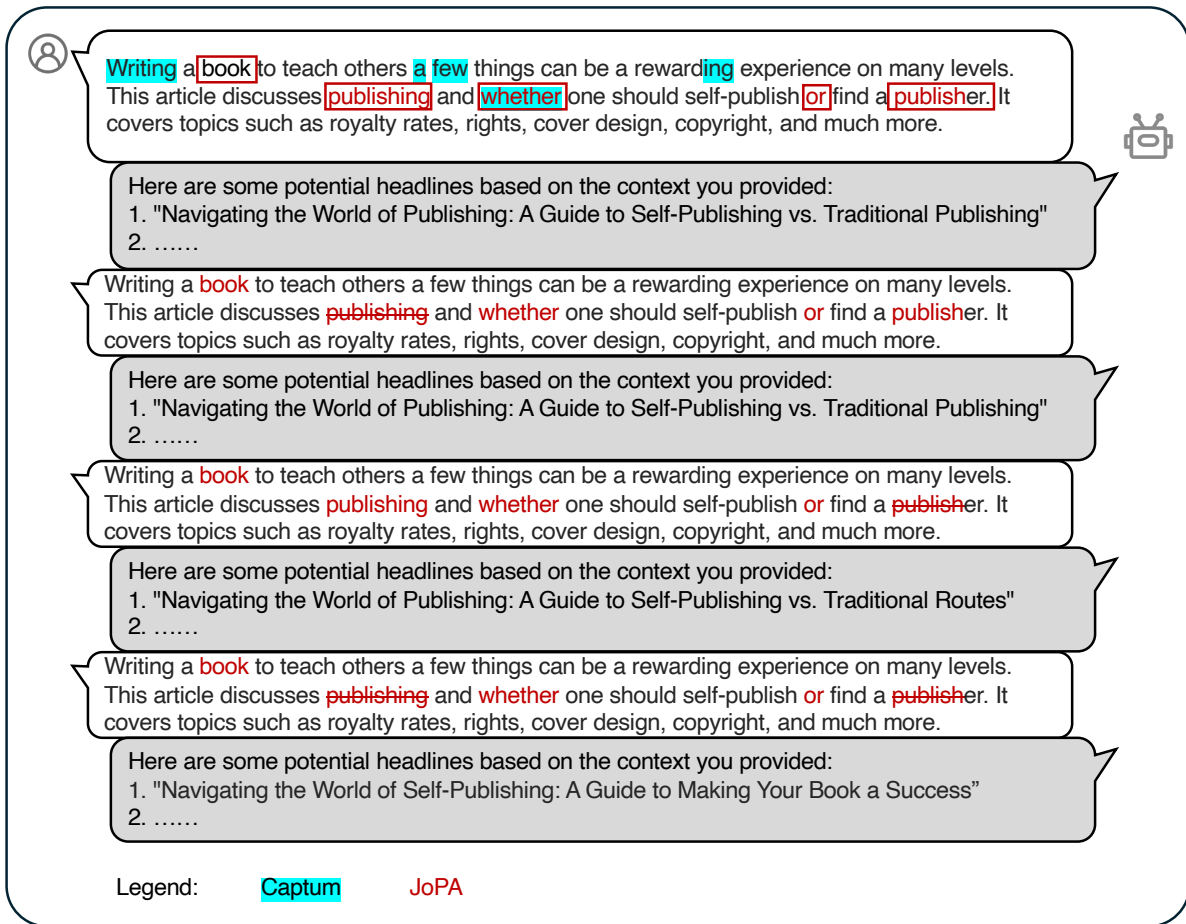 Writing a book to teach others a few things can be a rewarding experience on many levels.
This article discusses publishing and whether one should self-publish or find a publisher. It
covers topics such as royalty rates, rights, cover design, copyright, and much more.
Here are some potential headlines based on the context you provided:
1. "Navigating the World of Publishing: A Guide to Self-Publishing vs. Traditional Publishing"
2. ……
Writing a book to teach others a few things can be a rewarding experience on many levels.
This article discusses publishing and whether one should self-publish or find a publisher. It
covers topics such as royalty rates, rights, cover design, copyright, and much more.
Here are some potential headlines based on the context you provided:
1. "Navigating the World of Publishing: A Guide to Self-Publishing vs. Traditional Publishing"
2. ……
Writing a book to teach others a few things can be a rewarding experience on many levels.
This article discusses publishing and whether one should self-publish or find a publisher. It
covers topics such as royalty rates, rights, cover design, copyright, and much more.
Here are some potential headlines based on the context you provided:
1. "Navigating the World of Publishing: A Guide to Self-Publishing vs. Traditional Routes"
2. ……
Writing a book to teach others a few things can be a rewarding experience on many levels.
This article discusses publishing and whether one should self-publish or find a publisher. It
covers topics such as royalty rates, rights, cover design, copyright, and much more.
Here are some potential headlines based on the context you provided:
1. "Navigating the World of Self-Publishing: A Guide to Making Your Book a Success”
2. ……
Legend: Captum JoPA